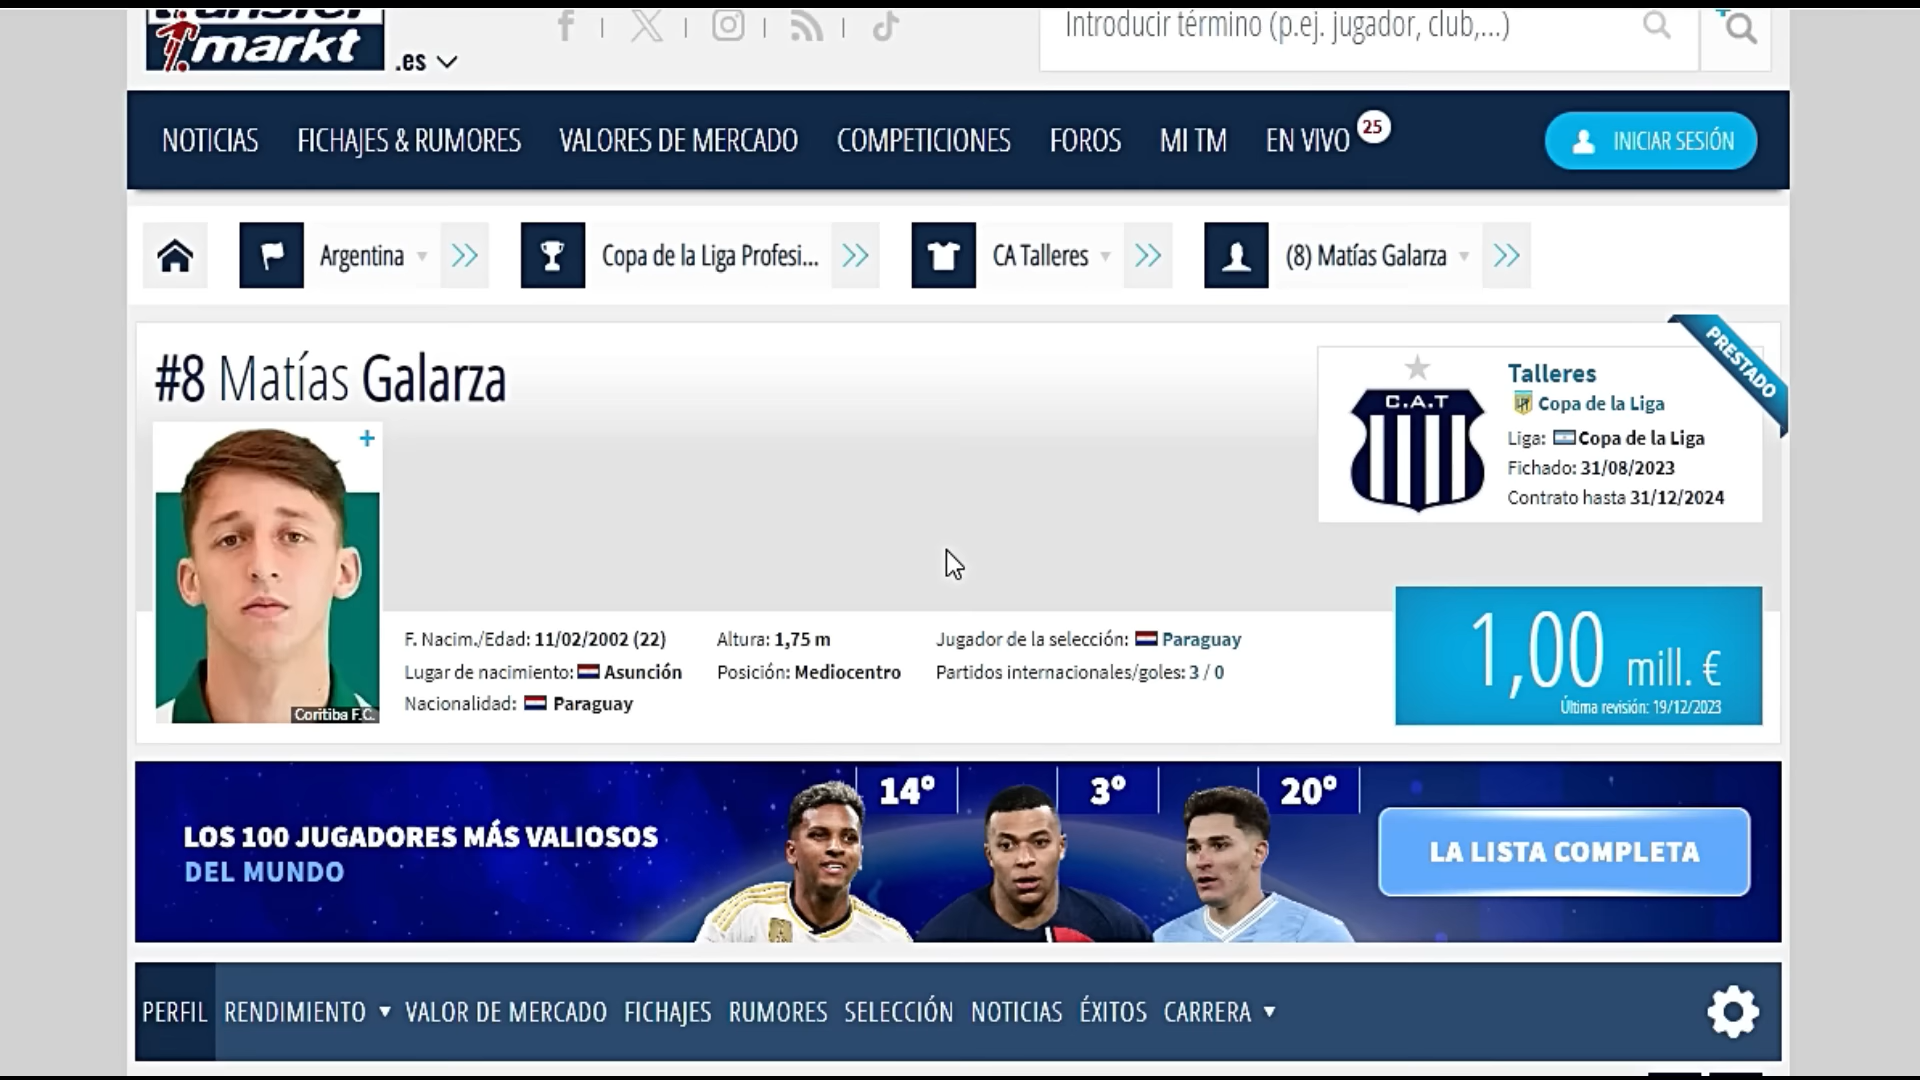 transfer
markt
.es
Introducir término (p.ej. jugador, club,...)
NOTICIAS FICHAJES & RUMORES VALORES DE MERCADO COMPETICIONES FOROS MI TM EN VIVO 25 INICIAR SESIÓN
Argentina Copa de la Liga Profesi... CA Talleres (8) Matías Galarza
#8 Matías Galarza
PRESTADO
C.A.T
Talleres
Copa de la Liga
Liga: Copa de la Liga
Fichado: 31/08/2023
Contrato hasta 31/12/2024
Coritiba F.C.
F. Nacim./Edad: 11/02/2002 (22)
Lugar de nacimiento: Asunción
Nacionalidad: Paraguay
Altura: 1,75 m
Posición: Mediocentro
Jugador de la selección: Paraguay
Partidos internacionales/goles: 3 / 0
1,00 mill. €
Última revisión: 19/12/2023
LOS 100 JUGADORES MÁS VALIOSOS
DEL MUNDO
14º 3º 20º
LA LISTA COMPLETA
PERFIL RENDIMIENTO VALOR DE MERCADO FICHAJES RUMORES SELECCIÓN NOTICIAS ÉXITOS CARRERA